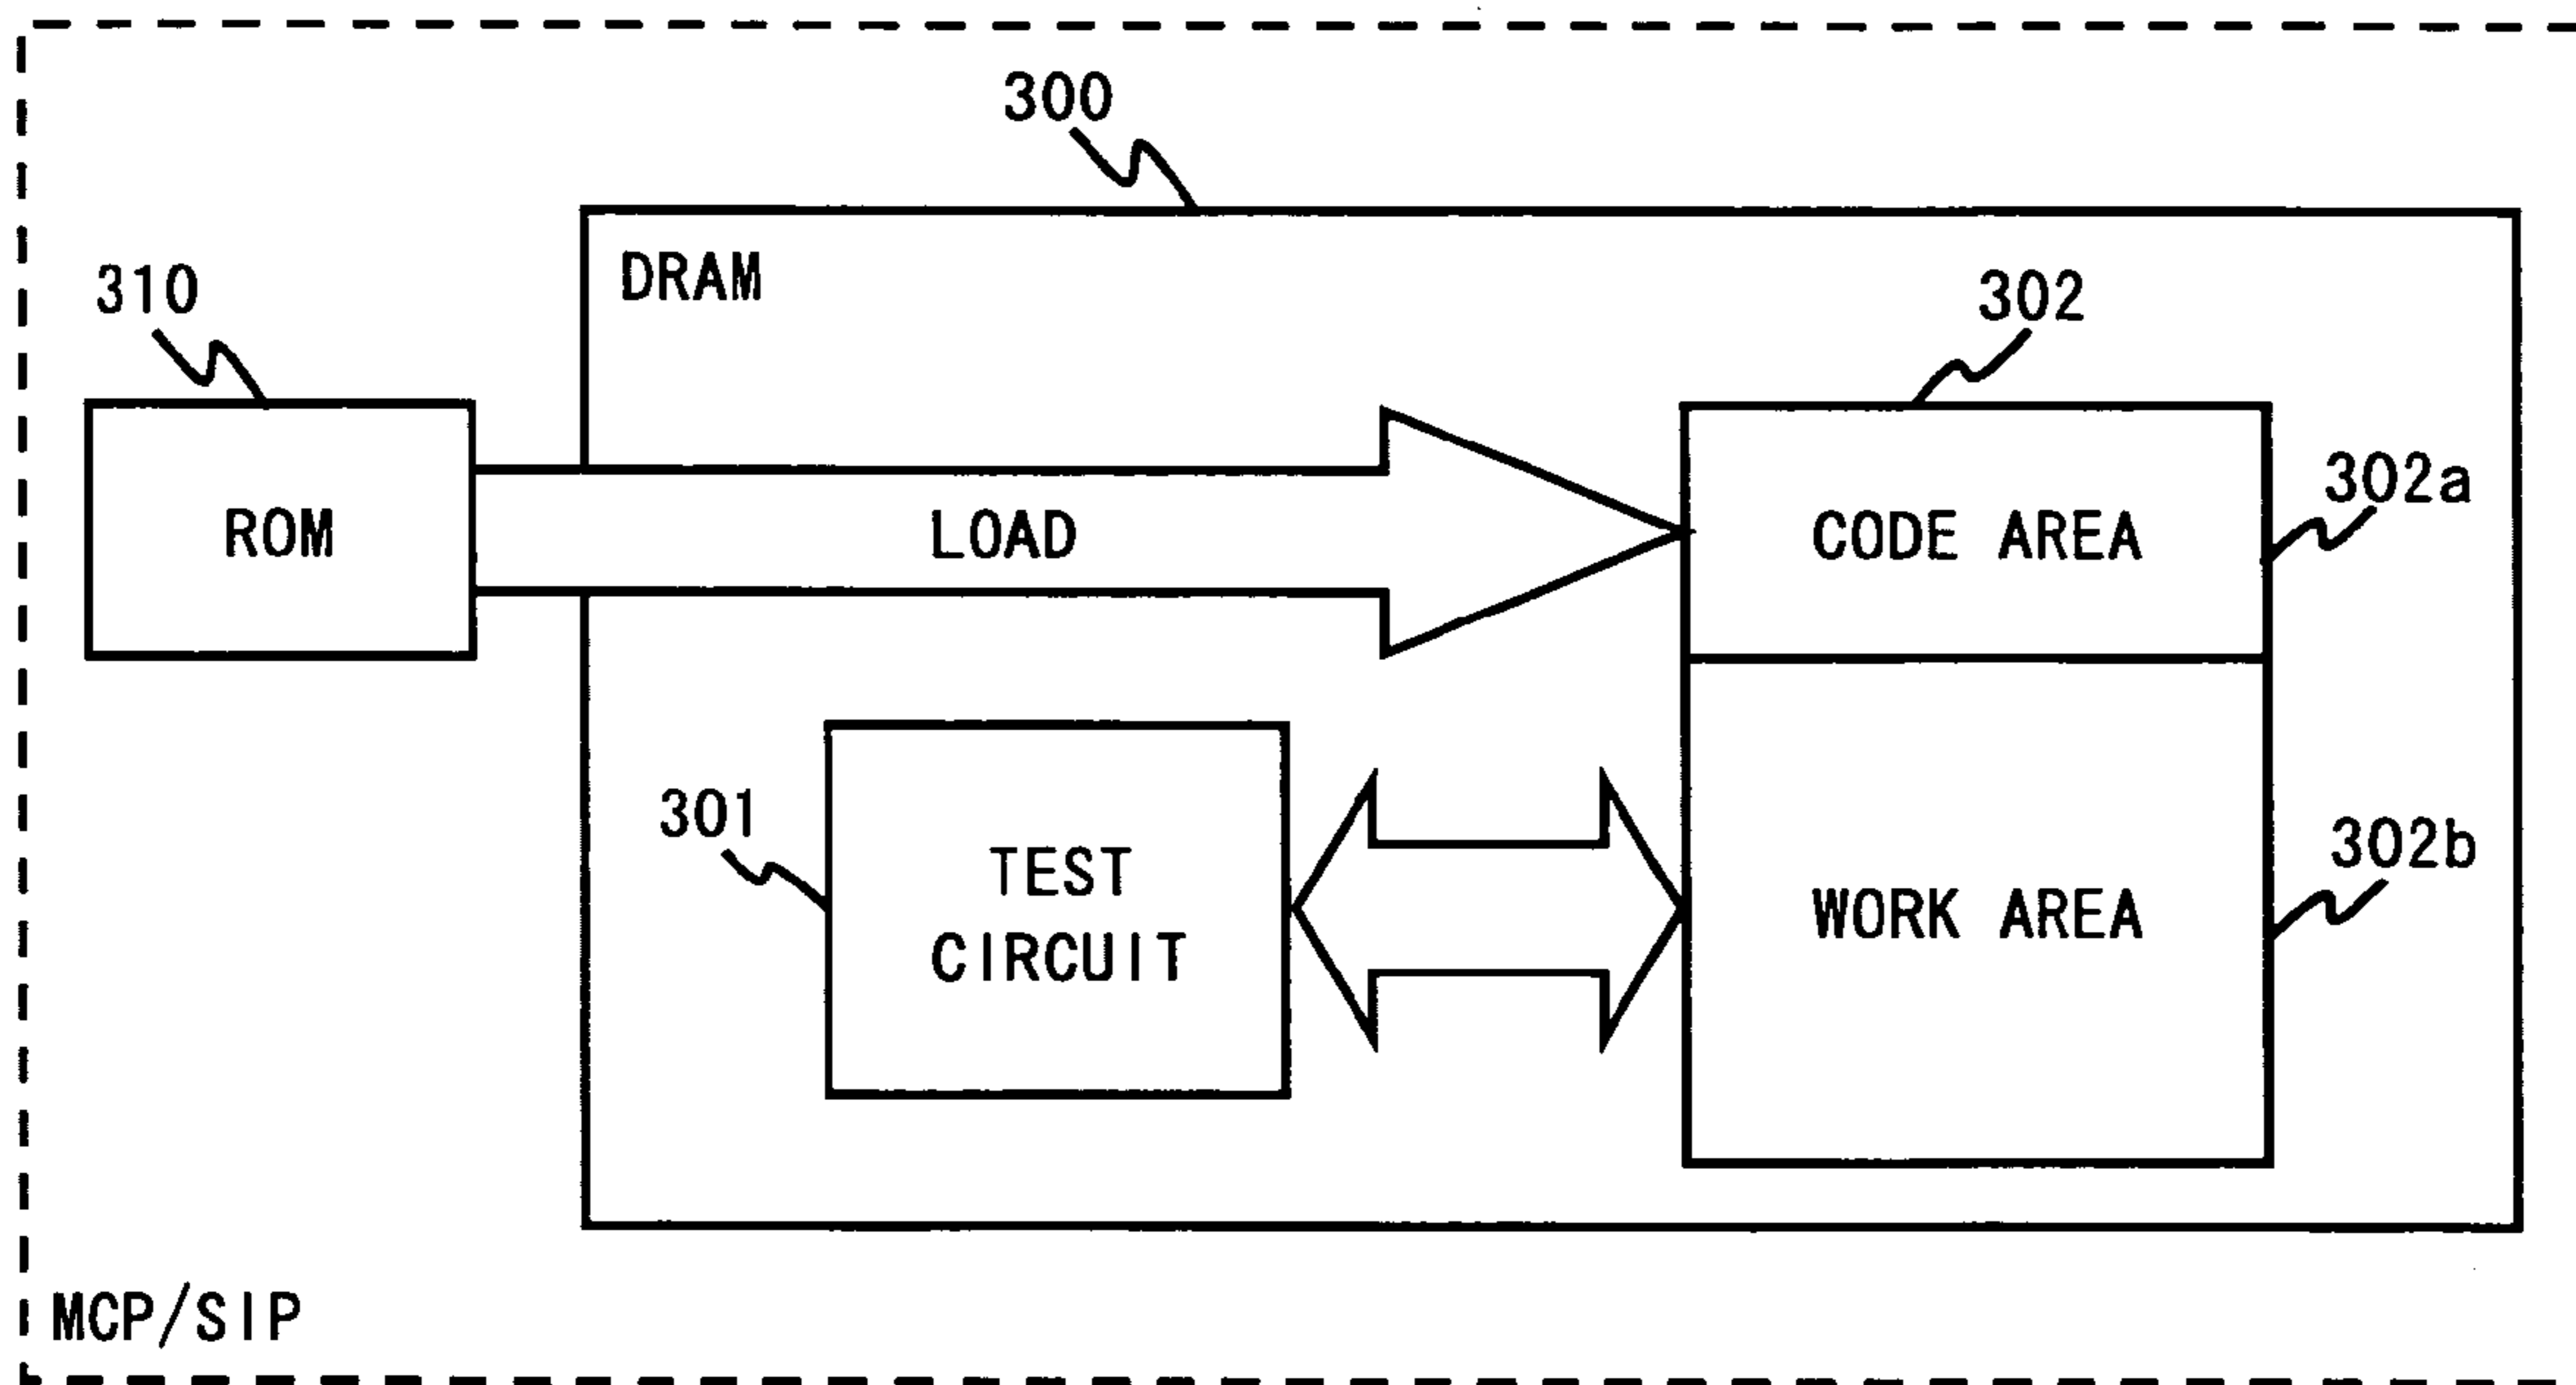 300
310
DRAM
302
302a
ROM
LOAD
CODE AREA
301
TEST
CIRCUIT
302b
WORK AREA
MCP/SIP